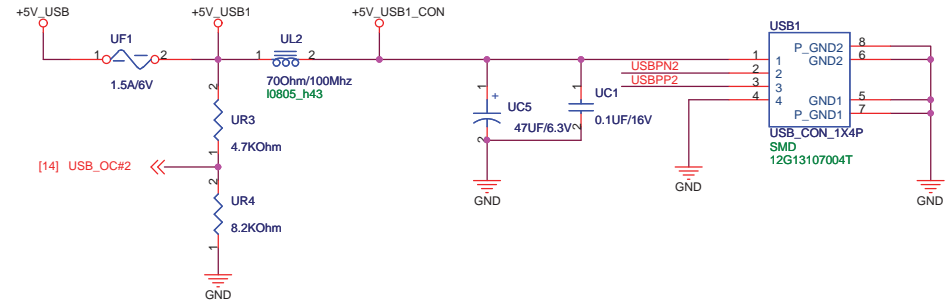 +5V_USB
+5V_USB1
+5V_USB1_CON
UF1
1 2
1.5A/6V
UL2
1 2
70Ohm/100Mhz
l0805_h43
USB1
P_GND2
GND2
8
6
1
2
3
4
1
2
3
4
USBPN2
USBPP2
GND1
P_GND1
5
7
USB_CON_1X4P
SMD
12G13107004T
2
UR3
4.7KOhm
1
[14] USB_OC#2
2
UR4
8.2KOhm
1
GND
1
+
UC5
47UF/6.3V
2
1
UC1
0.1UF/16V
2
GND
GND
GND